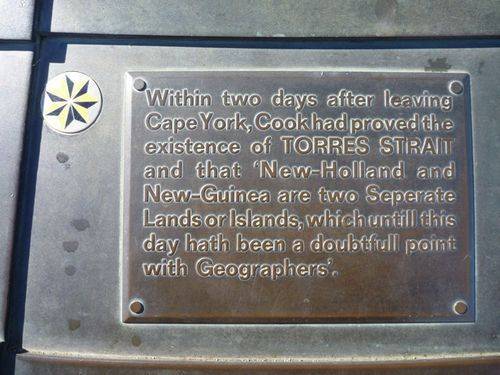 Within two days after leaving
Cape York, Cook had proved the
existence of TORRES STRAIT
and that 'New-Holland and
New-Guinea are two Seperate
Lands or Islands, which untill this
day hath been a doubtfull point
with Geographers'.